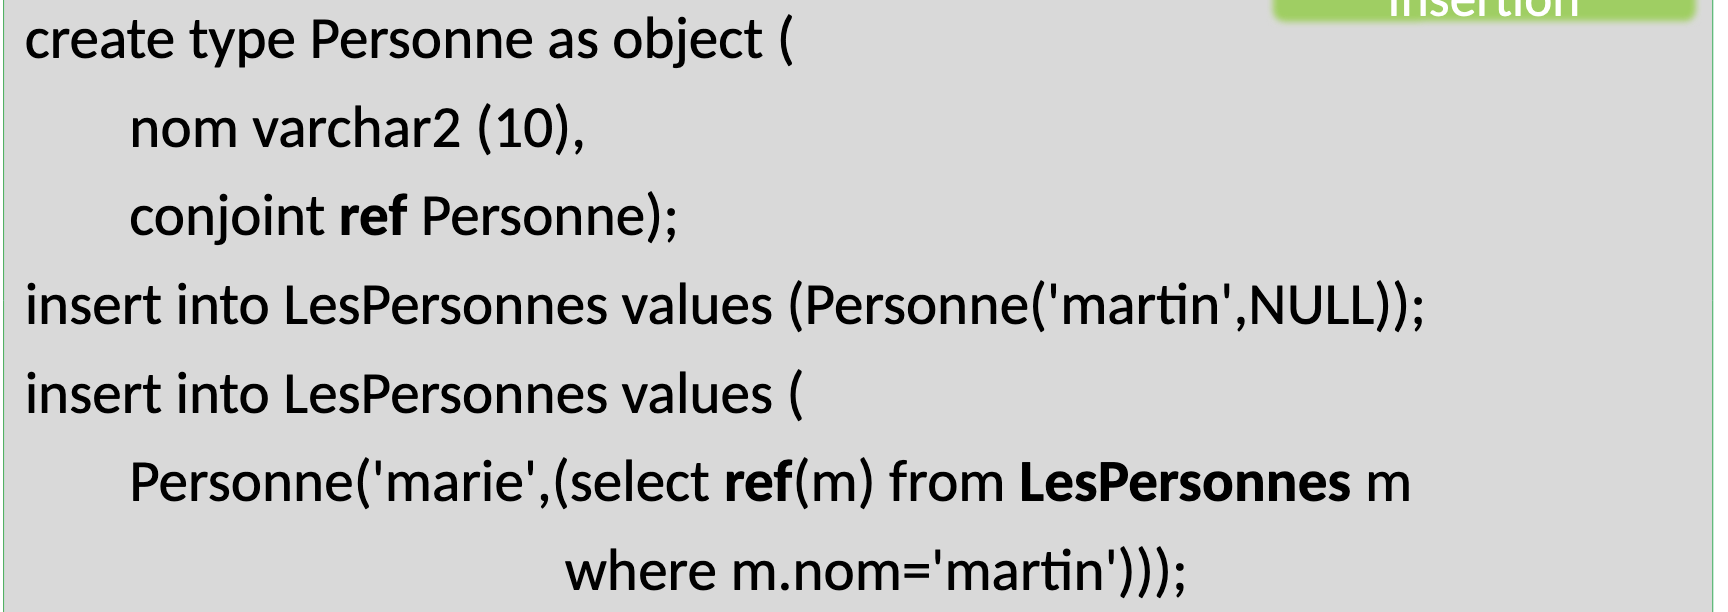 insertion
create type Personne as object (
nom varchar2 (10),
conjoint ref Personne);
insert into LesPersonnes values (Personne('martin',NULL));
insert into LesPersonnes values (
Personne('marie',(select ref(m) from LesPersonnes m
where m.nom='martin')));